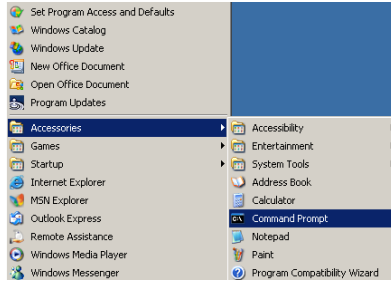 Set Program Access and Defaults
Windows Catalog
Windows Update
New Office Document
Open Office Document
Program Updates
Accessories
Games
Startup
Internet Explorer
MSN Explorer
Outlook Express
Remote Assistance
Windows Media Player
Windows Messenger
Accessibility
Entertainment
System Tools
Address Book
Calculator
Command Prompt
Notepad
Paint
Program Compatibility Wizard